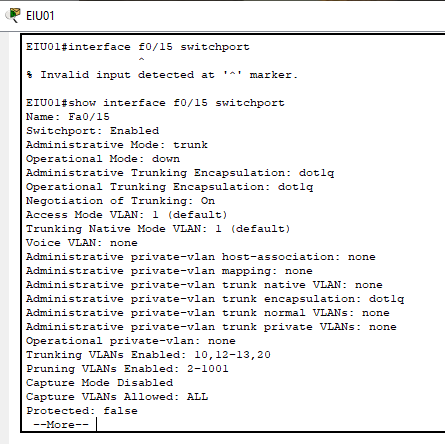 EIU01
EIU01#interface f0/15 switchport
^
% Invalid input detected at '^' marker.
EIU01#show interface f0/15 switchport
Name: Fa0/15
Switchport: Enabled
Administrative Mode: trunk
Operational Mode: down
Administrative Trunking Encapsulation: dot1q
Operational Trunking Encapsulation: dot1q
Negotiation of Trunking: On
Access Mode VLAN: 1 (default)
Trunking Native Mode VLAN: 1 (default)
Voice VLAN: none
Administrative private-vlan host-association: none
Administrative private-vlan mapping: none
Administrative private-vlan trunk native VLAN: none
Administrative private-vlan trunk encapsulation: dot1q
Administrative private-vlan trunk normal VLANs: none
Administrative private-vlan trunk private VLANs: none
Operational private-vlan: none
Trunking VLANs Enabled: 10,12-13,20
Pruning VLANs Enabled: 2-1001
Capture Mode Disabled
Capture VLANs Allowed: ALL
Protected: false
--More--